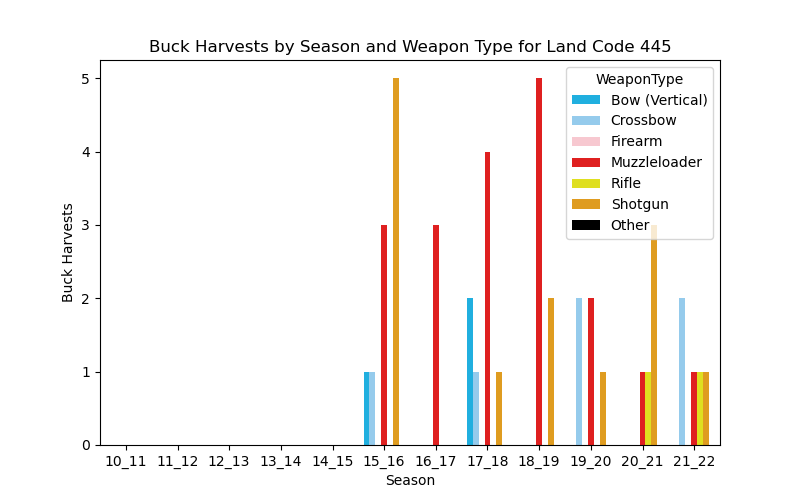 Buck Harvests by Season and Weapon Type for Land Code 445
WeaponType
Bow (Vertical)
Crossbow
Firearm
Muzzleloader
Rifle
Shotgun
Other
Buck Harvests
5
4
3
2
1
0
10_11 11_12 12_13 13_14 14_15 15_16 16_17 17_18 18_19 19_20 20_21 21_22
Season